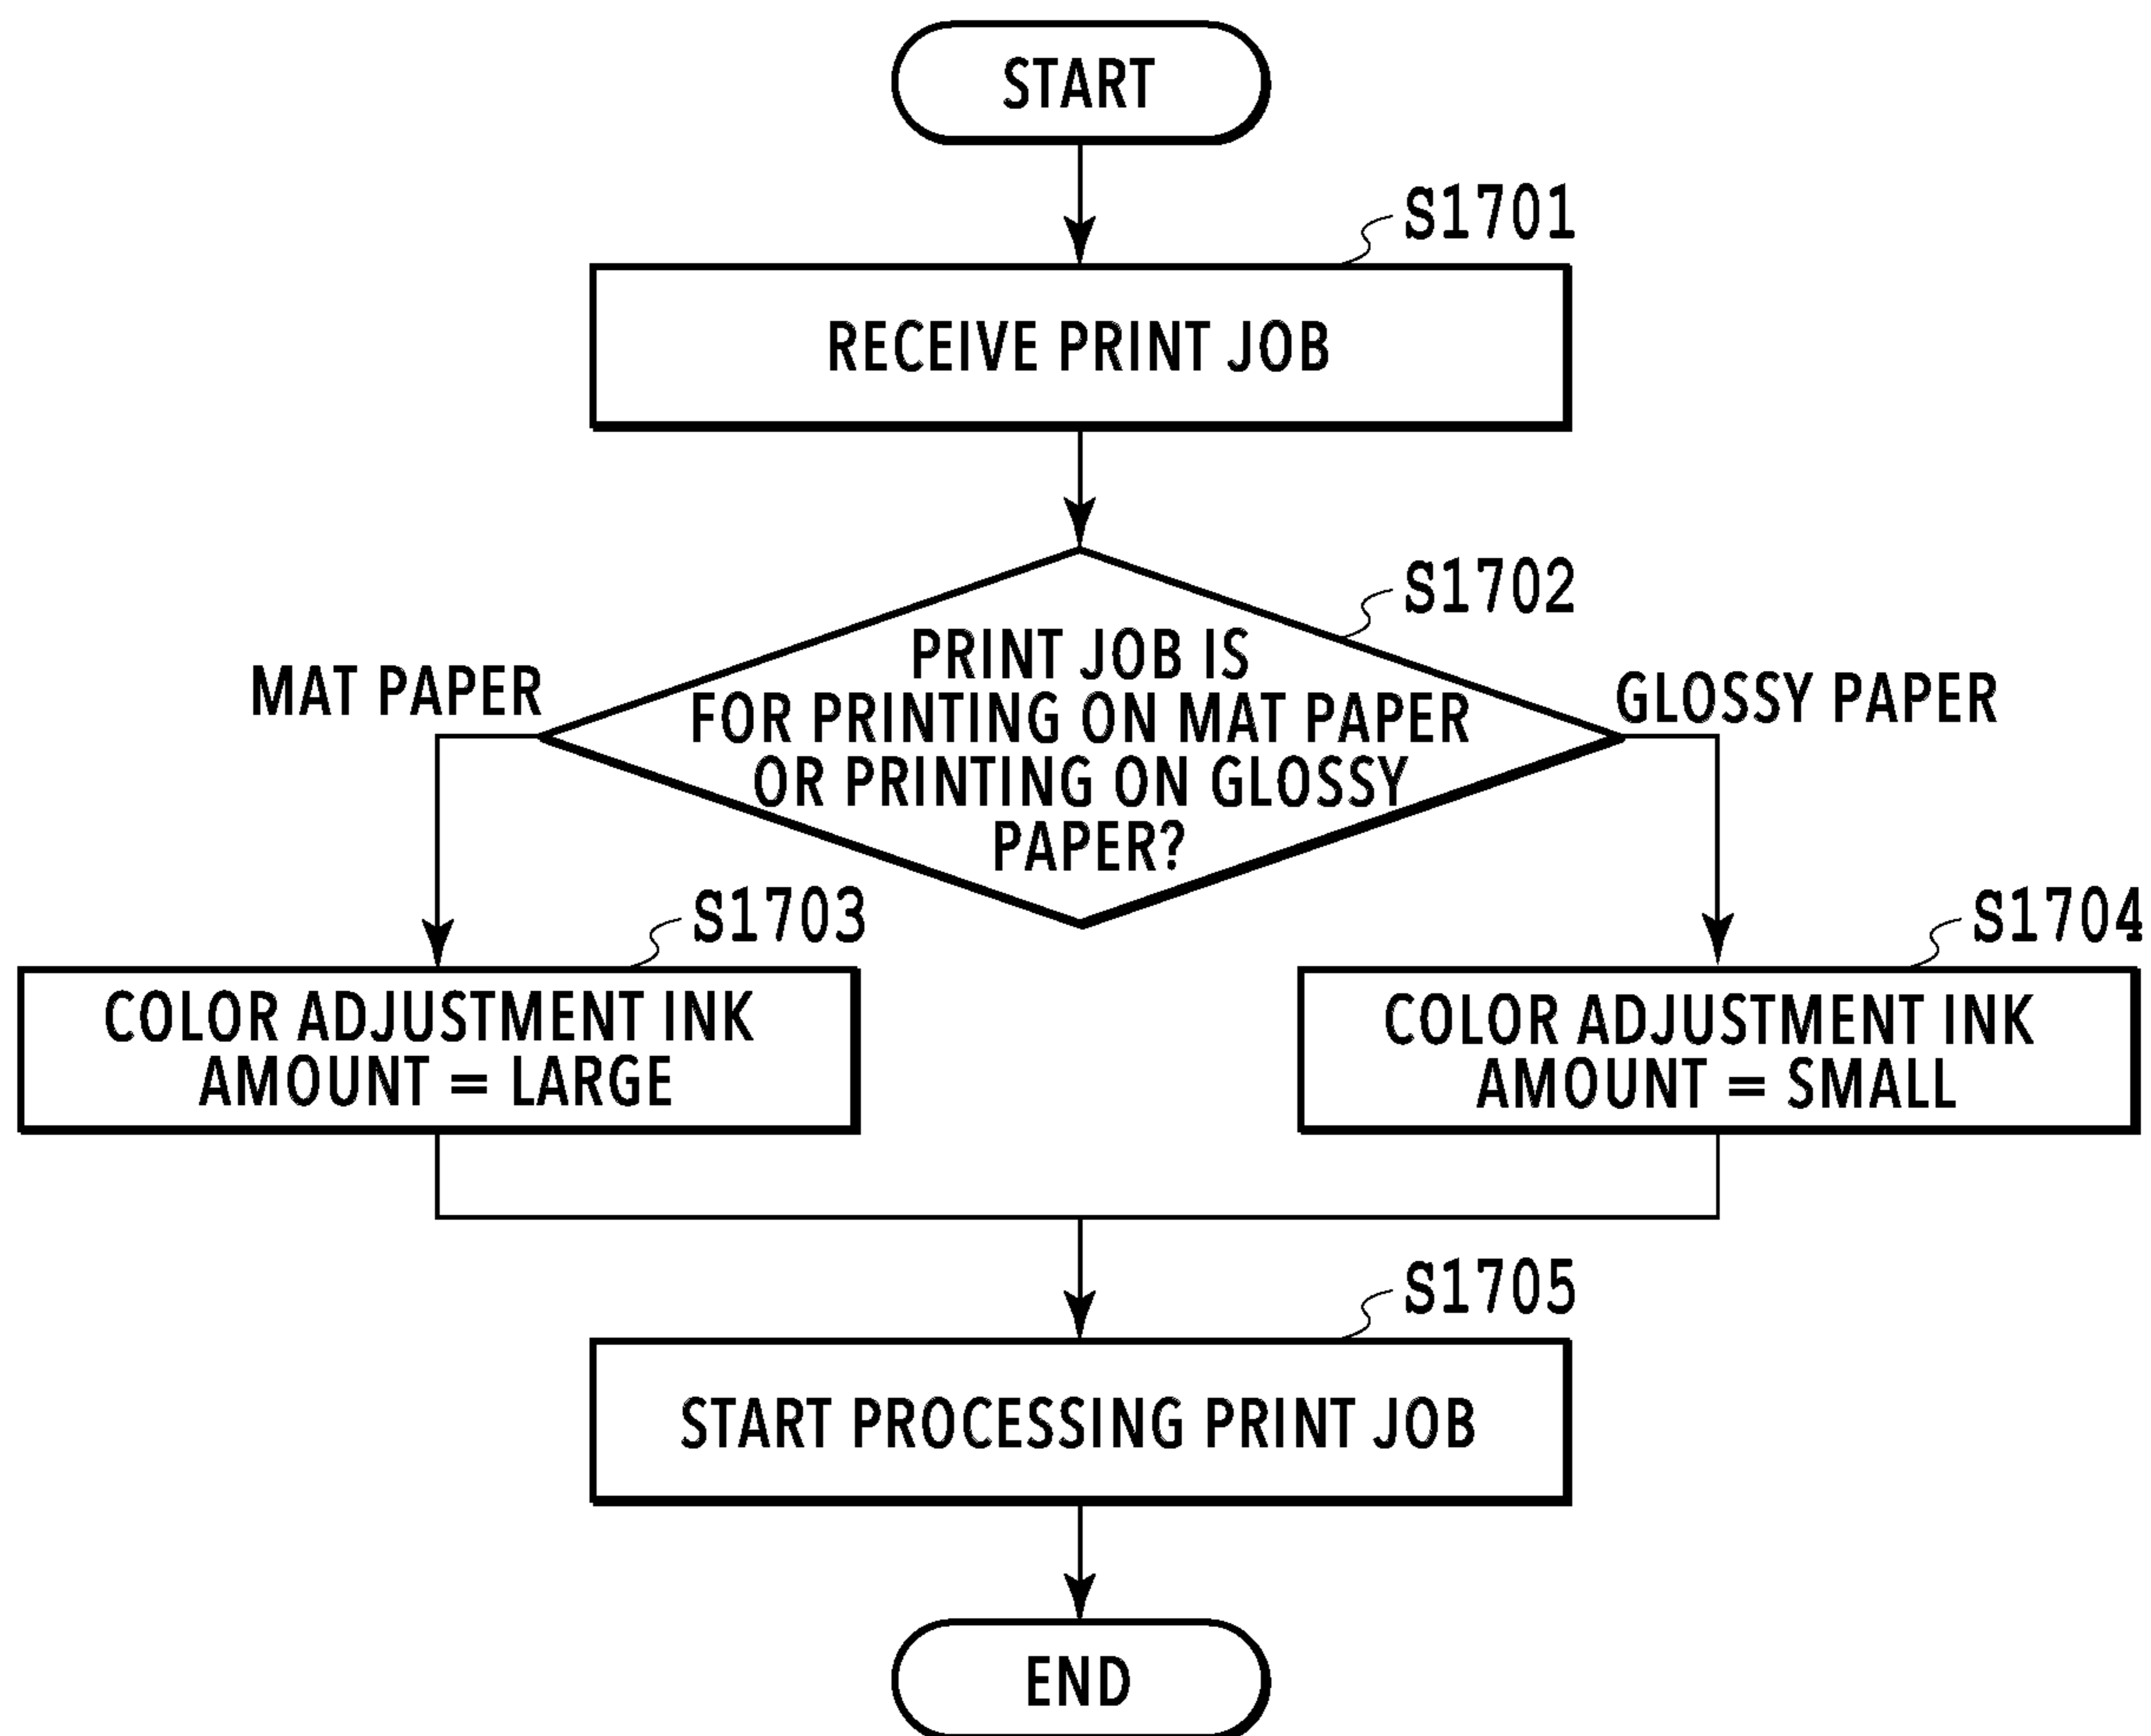 START
S1701
RECEIVE PRINT JOB
S1702
PRINT JOB IS
FOR PRINTING ON MAT PAPER
OR PRINTING ON GLOSSY
PAPER?
MAT PAPER
GLOSSY PAPER
S1703
COLOR ADJUSTMENT INK
AMOUNT = LARGE
S1704
COLOR ADJUSTMENT INK
AMOUNT = SMALL
S1705
START PROCESSING PRINT JOB
END